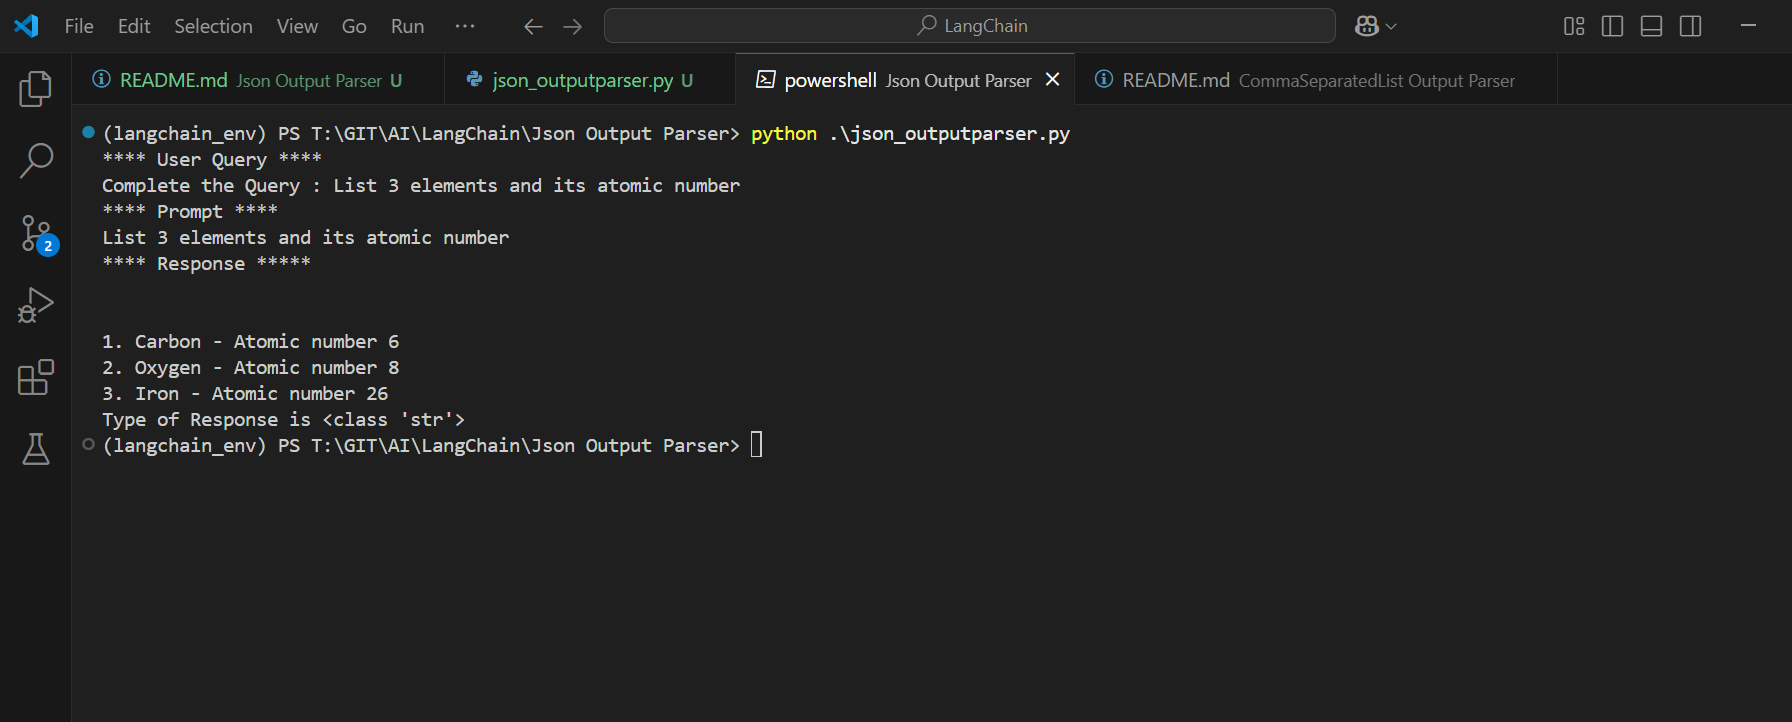 File Edit Selection View Go Run ··· LangChain
README.md Json Output Parser U json_outputparser.py U powershell Json Output Parser README.md CommaSeparatedList Output Parser
(langchain_env) PS T:\GIT\AI\LangChain\Json Output Parser> python .\json_outputparser.py
**** User Query ****
Complete the Query : List 3 elements and its atomic number
**** Prompt ****
List 3 elements and its atomic number
**** Response *****
1. Carbon - Atomic number 6
2. Oxygen - Atomic number 8
3. Iron - Atomic number 26
Type of Response is <class 'str'>
(langchain_env) PS T:\GIT\AI\LangChain\Json Output Parser>
2